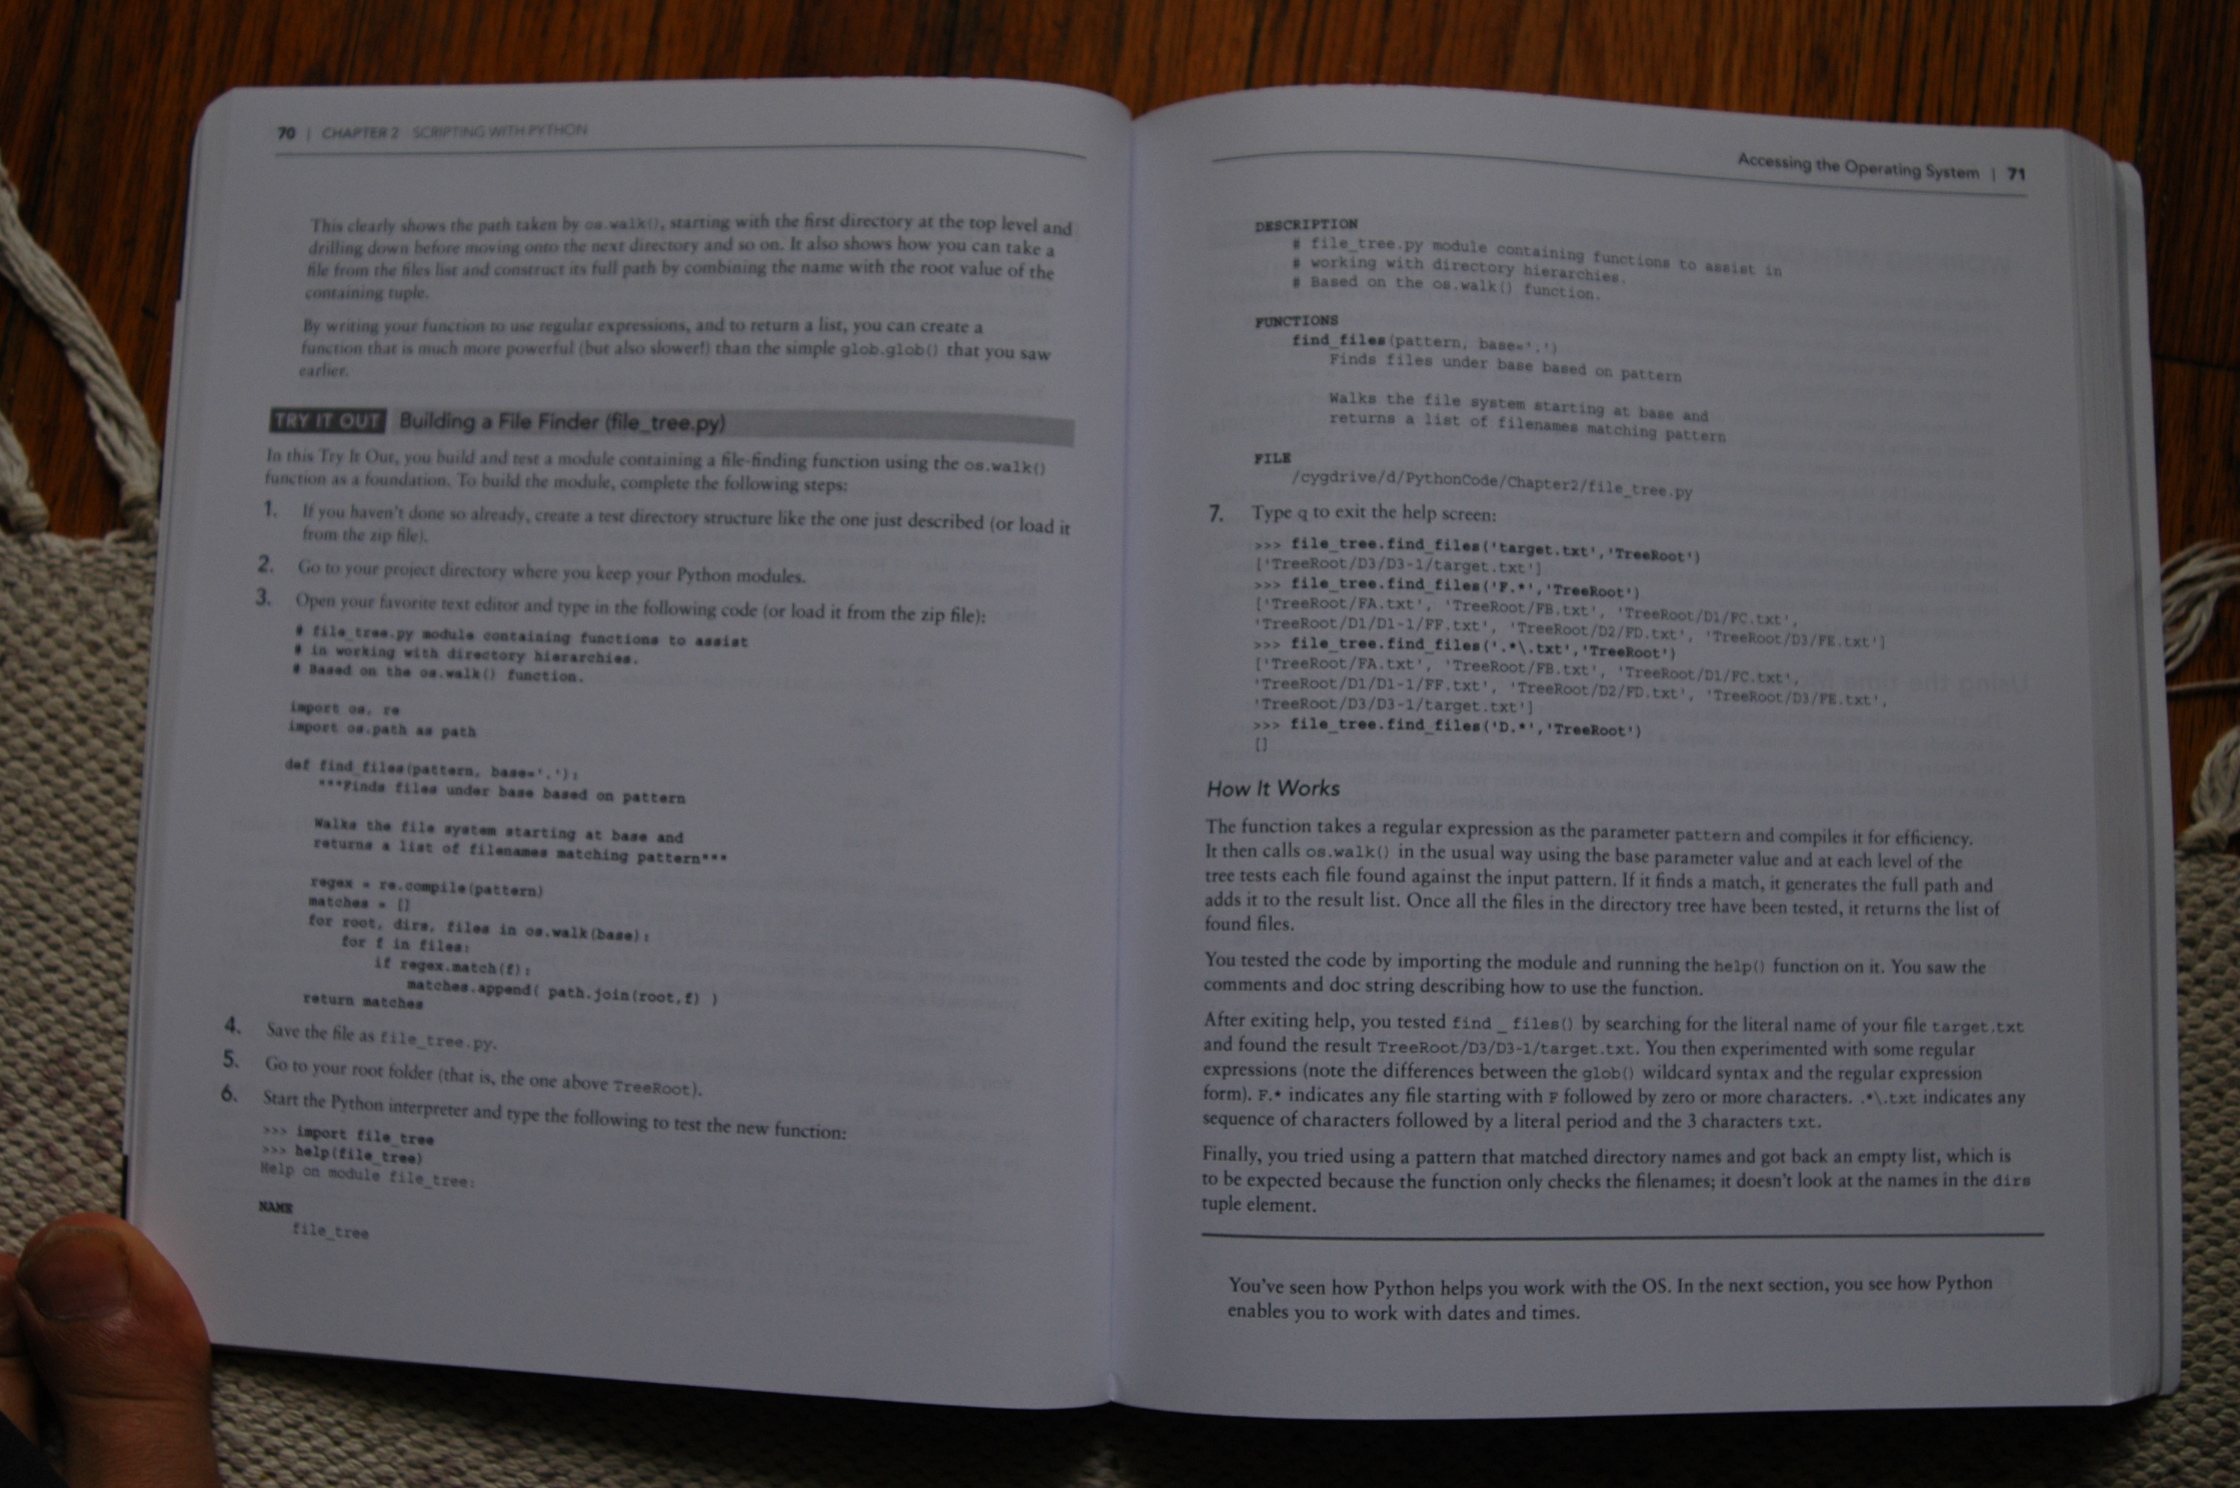 70 | CHAPTER 2 SCRIPTING WITH PYTHON
This clearly shows the path taken by os.walk(), starting with the first directory at the top level and
drilling down before moving onto the next directory and so on. It also shows how you can take a
file from the files list and construct its full path by combining the name with the root value of the
containing tuple.
By writing your function to use regular expressions, and to return a list, you can create a
function that is much more powerful (but also slower!) than the simple glob.glob() that you saw
earlier.
TRY IT OUT Building a File Finder (file_tree.py)
In this Try It Out, you build and test a module containing a file-finding function using the os.walk()
function as a foundation. To build the module, complete the following steps:
1. If you haven't done so already, create a test directory structure like the one just described (or load it
from the zip file).
2. Go to your project directory where you keep your Python modules.
3. Open your favorite text editor and type in the following code (or load it from the zip file):
# file_tree.py module containing functions to assist
# in working with directory hierarchies.
# Based on the os.walk() function.
import os, re
import os.path as path
def find_files(pattern, base='.'):
"""Finds files under base based on pattern
Walks the file system starting at base and
returns a list of filenames matching pattern"""
regex = re.compile(pattern)
matches = []
for root, dirs, files in os.walk(base):
for f in files:
if regex.match(f):
matches.append( path.join(root,f) )
return matches
4. Save the file as file_tree.py.
5. Go to your root folder (that is, the one above TreeRoot).
6. Start the Python interpreter and type the following to test the new function:
>>> import file_tree
>>> help(file_tree)
Help on module file_tree:
NAME
file_tree
Accessing the Operating System | 71
DESCRIPTION
# file_tree.py module containing functions to assist in
# working with directory hierarchies.
# Based on the os.walk() function.
FUNCTIONS
find_files(pattern, base='.')
Finds files under base based on pattern
Walks the file system starting at base and
returns a list of filenames matching pattern
FILE
/cygdrive/d/PythonCode/Chapter2/file_tree.py
7. Type q to exit the help screen:
>>> file_tree.find_files('target.txt','TreeRoot')
['TreeRoot/D3/D3-1/target.txt']
>>> file_tree.find_files('F.*','TreeRoot')
['TreeRoot/FA.txt', 'TreeRoot/FB.txt', 'TreeRoot/D1/FC.txt',
'TreeRoot/D1/D1-1/FF.txt', 'TreeRoot/D2/FD.txt', 'TreeRoot/D3/FE.txt']
>>> file_tree.find_files('.*\.txt','TreeRoot')
['TreeRoot/FA.txt', 'TreeRoot/FB.txt', 'TreeRoot/D1/FC.txt',
'TreeRoot/D1/D1-1/FF.txt', 'TreeRoot/D2/FD.txt', 'TreeRoot/D3/FE.txt',
'TreeRoot/D3/D3-1/target.txt']
>>> file_tree.find_files('D.*','TreeRoot')
[]
How It Works
The function takes a regular expression as the parameter pattern and compiles it for efficiency.
It then calls os.walk() in the usual way using the base parameter value and at each level of the
tree tests each file found against the input pattern. If it finds a match, it generates the full path and
adds it to the result list. Once all the files in the directory tree have been tested, it returns the list of
found files.
You tested the code by importing the module and running the help() function on it. You saw the
comments and doc string describing how to use the function.
After exiting help, you tested find _files() by searching for the literal name of your file target.txt
and found the result TreeRoot/D3/D3-1/target.txt. You then experimented with some regular
expressions (note the differences between the glob() wildcard syntax and the regular expression
form). F.* indicates any file starting with F followed by zero or more characters. .*\.txt indicates any
sequence of characters followed by a literal period and the 3 characters txt.
Finally, you tried using a pattern that matched directory names and got back an empty list, which is
to be expected because the function only checks the filenames; it doesn't look at the names in the dirs
tuple element.
You've seen how Python helps you work with the OS. In the next section, you see how Python
enables you to work with dates and times.